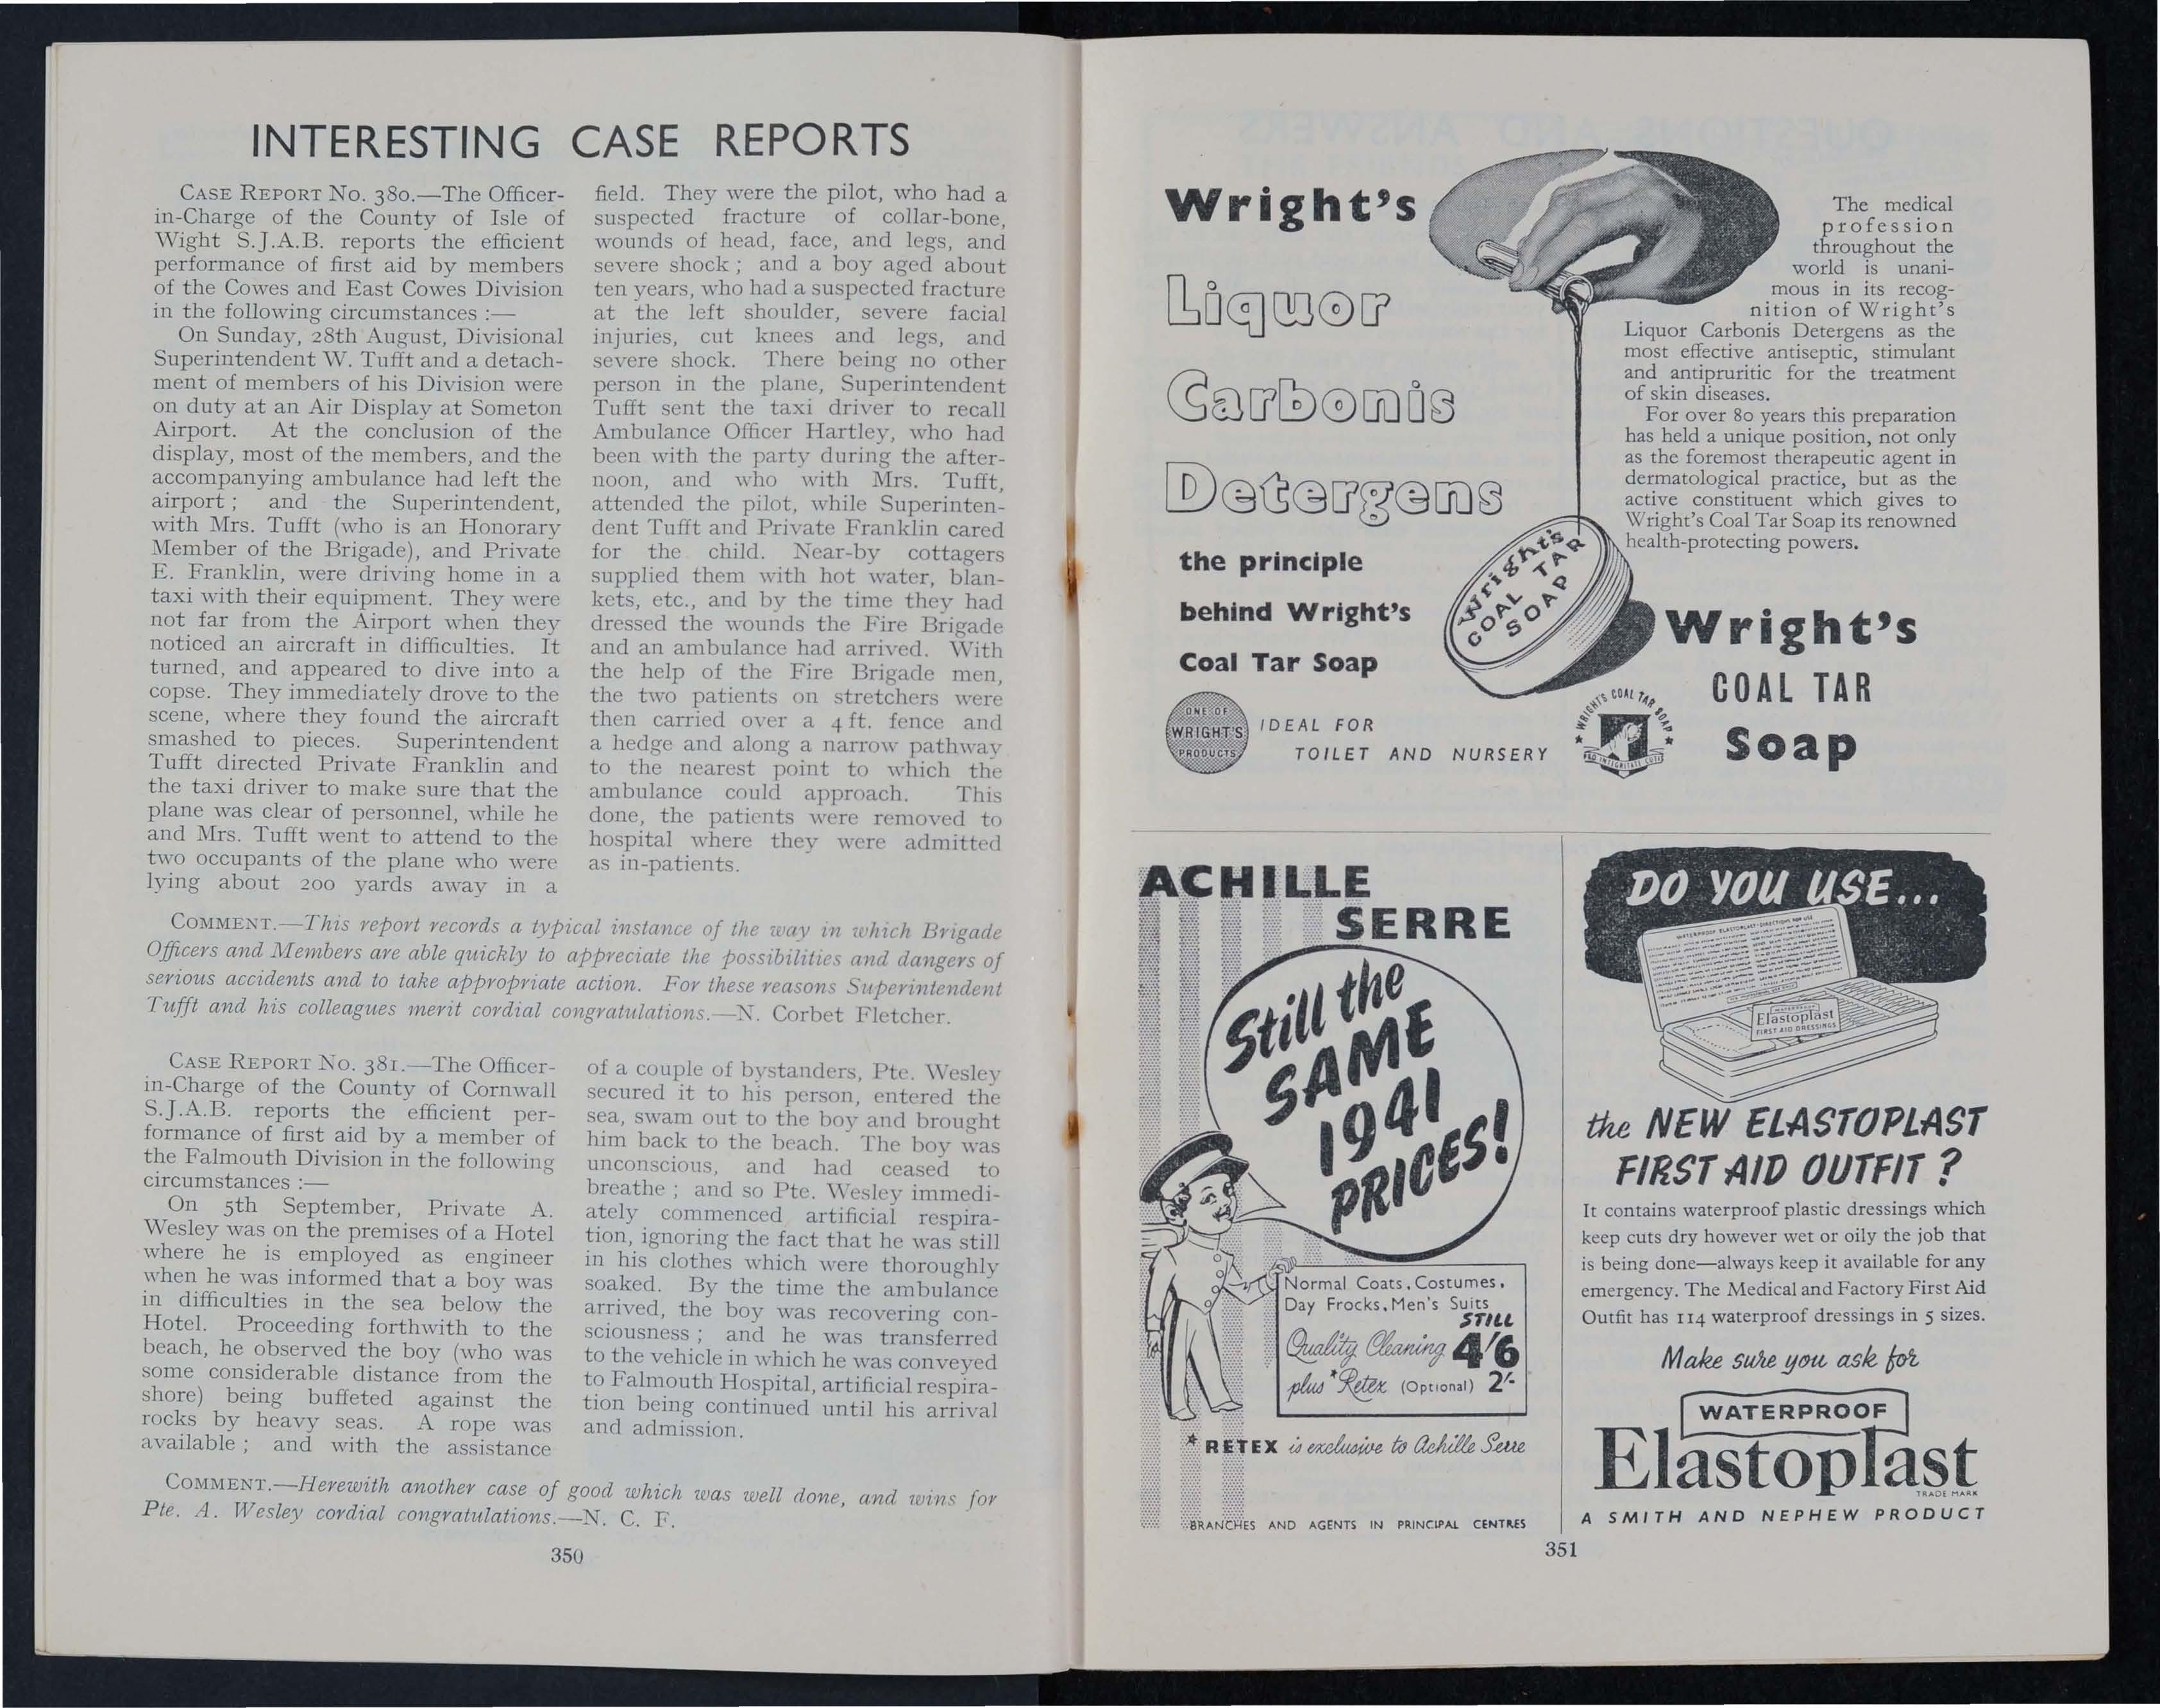 INTERESTING CASE REPORTS
CASE REPORT No. 380.—The Officer-
in-Charge of the County of Isle of
Wight S.J.A.B. reports the efficient
performance of first aid by members
of the Cowes and East Cowes Division
in the following circumstances :—
On Sunday, 28th August, Divisional
Superintendent W. Tufft and a detach-
ment of members of his Division were
on duty at an Air Display at Someton
Airport. At the conclusion of the
display, most of the members, and the
accompanying ambulance had left the
airport ; and the Superintendent,
with Mrs. Tufft (who is an Honorary
Member of the Brigade), and Private
E. Franklin, were driving home in a
taxi with their equipment. They were
not far from the Airport when they
noticed an aircraft in difficulties. It
turned, and appeared to dive into a
copse. They immediately drove to the
scene, where they found the aircraft
smashed to pieces. Superintendent
Tufft directed Private Franklin and
the taxi driver to make sure that the
plane was clear of personnel, while he
and Mrs. Tufft went to attend to the
two occupants of the plane who were
lying about 200 yards away in a
field. They were the pilot, who had a
suspected fracture of collar-bone,
wounds of head, face, and legs, and
severe shock ; and a boy aged about
ten years, who had a suspected fracture
at the left shoulder, severe facial
injuries, cut knees and legs, and
severe shock. There being no other
person in the plane, Superintendent
Tufft sent the taxi driver to recall
Ambulance Officer Hartley, who had
been with the party during the after-
noon, and who with Mrs. Tufft,
attended the pilot, while Superinten-
dent Tufft and Private Franklin cared
for the child. Near-by cottagers
supplied them with hot water, blan-
kets, etc., and by the time they had
dressed the wounds the Fire Brigade
and an ambulance had arrived. With
the help of the Fire Brigade men,
the two patients on stretchers were
then carried over a 4 ft. fence and
a hedge and along a narrow pathway
to the nearest point to which the
ambulance could approach. This
done, the patients were removed to
hospital where they were admitted
as in-patients.
COMMENT.—This report records a typical instance of the way in which Brigade
Officers and Members are able quickly to appreciate the possibilities and dangers of
serious accidents and to take appropriate action. For these reasons Superintendent
Tufft and his colleagues merit cordial congratulations.—N. Corbet Fletcher.
CASE REPORT No. 381.—The Officer-
in-Charge of the County of Cornwall
S.J.A.B. reports the efficient per-
formance of first aid by a member of
the Falmouth Division in the following
circumstances :—
On 5th September, Private A.
Wesley was on the premises of a Hotel
where he is employed as engineer
when he was informed that a boy was
in difficulties in the sea below the
Hotel. Proceeding forthwith to the
beach, he observed the boy (who was
some considerable distance from the
shore) being buffeted against the
rocks by heavy seas. A rope was
available ; and with the assistance
of a couple of bystanders, Pte. Wesley
secured it to his person, entered the
sea, swam out to the boy and brought
him back to the beach. The boy was
unconscious, and had ceased to
breathe ; and so Pte. Wesley immedi-
ately commenced artificial respira-
tion, ignoring the fact that he was still
in his clothes which were thoroughly
soaked. By the time the ambulance
arrived, the boy was recovering con-
sciousness ; and he was transferred
to the vehicle in which he was conveyed
to Falmouth Hospital, artificial respira-
tion being continued until his arrival
and admission.
COMMENT.—Herewith another case of good which was well done, and wins for
Pte. A. Wesley cordial congratulations.—N. C. F.
350
Wright's
Liquor
Carbonis
Detergens
the principle
behind Wright's
Coal Tar Soap
The medical
profession
throughout the
world is unani-
mous in its recog-
nition of Wright's
Liquor Carbonis Detergens as the
most effective antiseptic, stimulant
and antipruritic for the treatment
of skin diseases.
For over 80 years this preparation
has held a unique position, not only
as the foremost therapeutic agent in
dermatological practice, but as the
active constituent which gives to
Wright's Coal Tar Soap its renowned
health-protecting powers.
Wright's
COAL TAR
SOAP
Wright's
COAL TAR
Soap
ONE OF
WRIGHT'S
PRODUCTS
IDEAL FOR
TOILET AND NURSERY
WRIGHT'S COAL TAR SOAP
ACHILLE
SERRE
Still the
SAME
1941
PRICES!
Normal Coats, Costumes,
Day Frocks, Men's Suits
STILL
Quality Cleaning 4/6
plus *Retex (Optional) 2/-
* RETEX is exclusive to Achille Serre
BRANCHES AND AGENTS IN PRINCIPAL CENTRES
DO YOU USE...
WATERPROOF ELASTOPLAST-DIRECTIONS FOR USE
WATERPROOF
Elastoplast
FIRST AID DRESSINGS
the NEW ELASTOPLAST
FIRST AID OUTFIT ?
It contains waterproof plastic dressings which
keep cuts dry however wet or oily the job that
is being done—always keep it available for any
emergency. The Medical and Factory First Aid
Outfit has 114 waterproof dressings in 5 sizes.
Make sure you ask for
WATERPROOF
Elastoplast
TRADE MARK
A SMITH AND NEPHEW PRODUCT
351